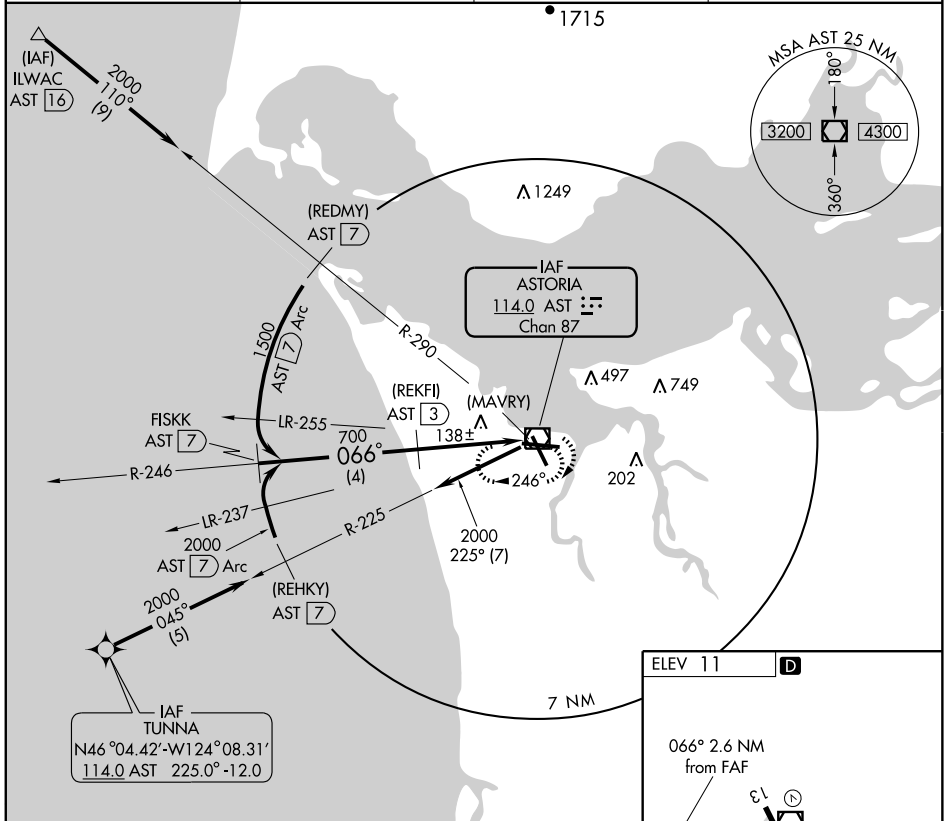 1715
(IAF)
ILWAC
AST 16
2000
110°
(9)
MSA AST 25 NM
180°
3200
4300
360°
1249
(REDMY)
AST 7
IAF
ASTORIA
114.0 AST
Chan 87
1500
AST 7 Arc
R-290
497
749
(REKFI)
AST 3
(MAVRY)
FISKK
AST 7
LR-255
138±
700
066°
(4)
R-246
246°
202
LR-237
R-225
2000
225° (7)
2000
AST 7 Arc
(REHKY)
AST 7
2000
045°
(5)
7 NM
IAF
TUNNA
N46°04.42'-W124°08.31'
114.0 AST 225.0°-12.0
ELEV 11
D
066° 2.6 NM
from FAF
13
V